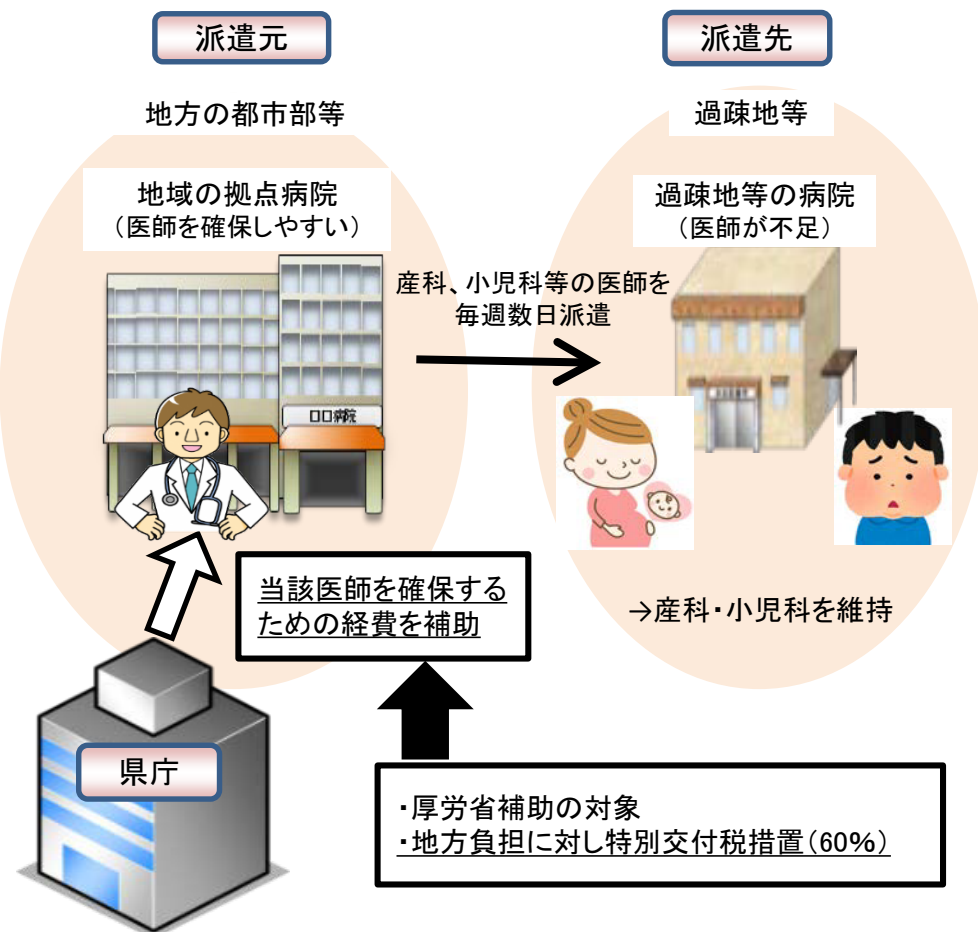 派遣元
派遣先
地方の都市部等
過疎地等
地域の拠点病院
（医師を確保しやすい）
過疎地等の病院
（医師が不足）
産科、小児科等の医師を
毎週数日派遣
口口病院
当該医師を確保する
ための経費を補助
→産科・小児科を維持
県庁
・厚労省補助の対象
・地方負担に対し特別交付税措置（60%）